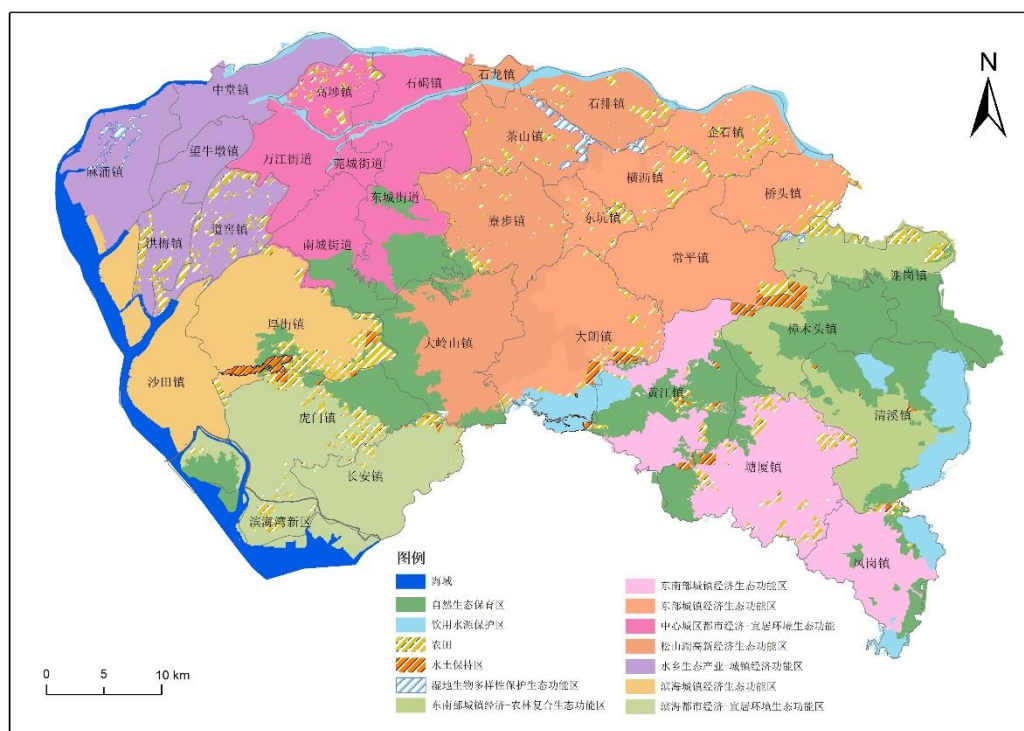 N
中堂镇
高埗镇
石碣镇
石龙镇
石排镇
茶山镇
企石镇
望牛墩镇
万江街道
莞城街道
麻涌镇
东城街道
横沥镇
桥头镇
洪梅镇
道窖镇
寮步镇
东坑镇
南城街道
常平镇
谢岗镇
厚街镇
樟木头镇
大岭山镇
大朗镇
沙田镇
黄江镇
虎门镇
清溪镇
塘厦镇
长安镇
滨海湾新区
凤岗镇
图例
海域
自然生态保育区
饮用水源保护区
农田
水土保持区
湿地生物多样性保护生态功能区
东南部城镇经济-农林复合生态功能区
东南部城镇经济生态功能区
东部城镇经济生态功能区
中心城区都市经济-宜居环境生态功能
松山湖高新经济生态功能区
水乡生态产业-城镇经济功能区
滨海城镇经济生态功能区
滨海都市经济-宜居环境生态功能区
0 5 10 km